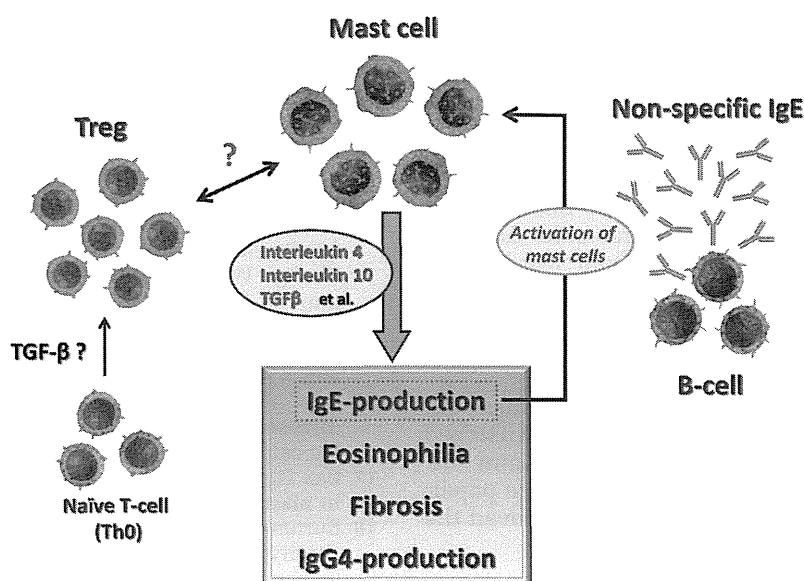 Mast cell
Treg
?
Non-specific IgE
Interleukin 4
Interleukin 10
TGFβ et al.
Activation of
mast cells
TGF-β ?
B-cell
IgE-production
Eosinophilia
Fibrosis
IgG4-production
Naïve T-cell
(Th0)